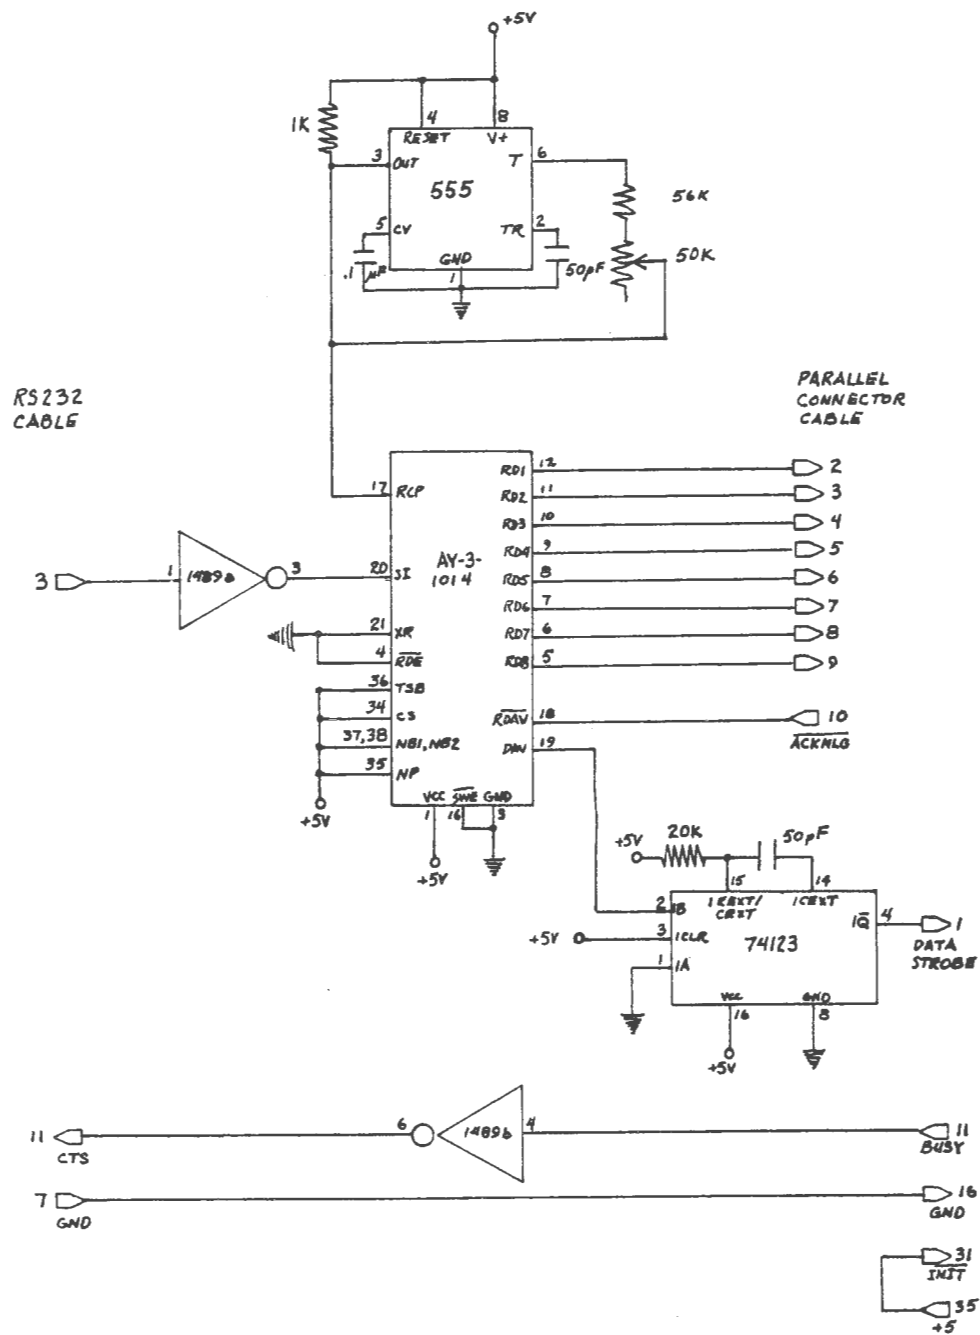 +5V
1K
4
8
RESET
V+
3
OUT
T
6
555
56K
5
CV
TR
2
50K
.1 µF
GND
1
50pF
RS232
CABLE
PARALLEL
CONNECTOR
CABLE
17
RCP
RD1
12
2
RD2
11
3
RD3
10
4
AY-3-
1014
RD4
9
5
3
1
1489a
3
20
SI
RD5
8
6
RD6
7
7
21
XR
RD7
6
8
4
RDE
RD8
5
9
36
TSB
34
CS
RDAV
18
10
ACKNLG
37,38
NB1, NB2
DAV
19
35
NP
+5V
VCC
SWE
GND
1
16
3
+5V
20K
50pF
+5V
15
14
2
1B
1REXT/
CEXT
1CEXT
1Q
4
1
DATA
STROBE
+5V
3
1CLR
74123
1
1A
VCC
GND
16
8
+5V
11
CTS
6
1489b
4
11
BUSY
7
GND
16
GND
31
INIT
35
+5